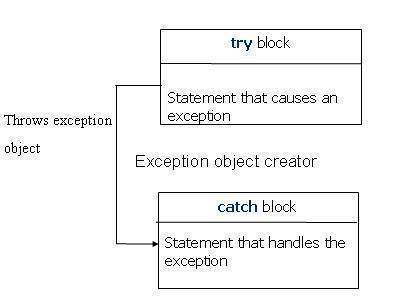 try block
Statement that causes an
exception
Throws exception
object
Exception object creator
catch block
Statement that handles the
exception